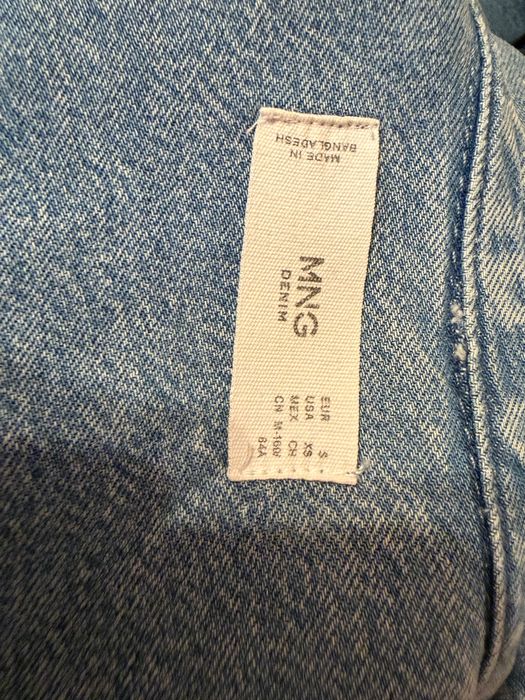 MADE IN
BANGLADESH
MNG
DENIM
EUR S
USA XS
MEX CH
CN M-160/
84A